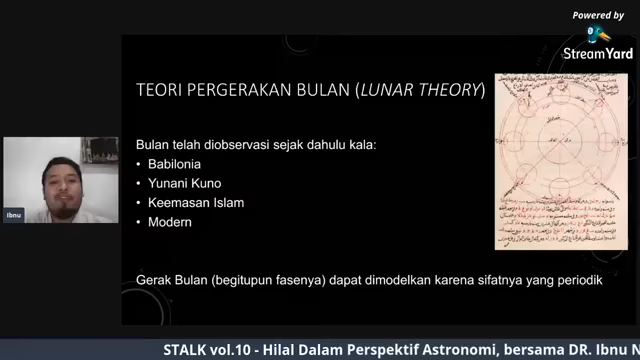 Powered by
StreamYard
TEORI PERGERAKAN BULAN (LUNAR THEORY)
Bulan telah diobservasi sejak dahulu kala:
• Babilonia
• Yunani Kuno
• Keemasan Islam
• Modern
Gerak Bulan (begitupun fasenya) dapat dimodelkan karena sifatnya yang periodik
Ibnu
STALK vol.10 - Hilal Dalam Perspektif Astronomi, bersama DR. Ibnu N